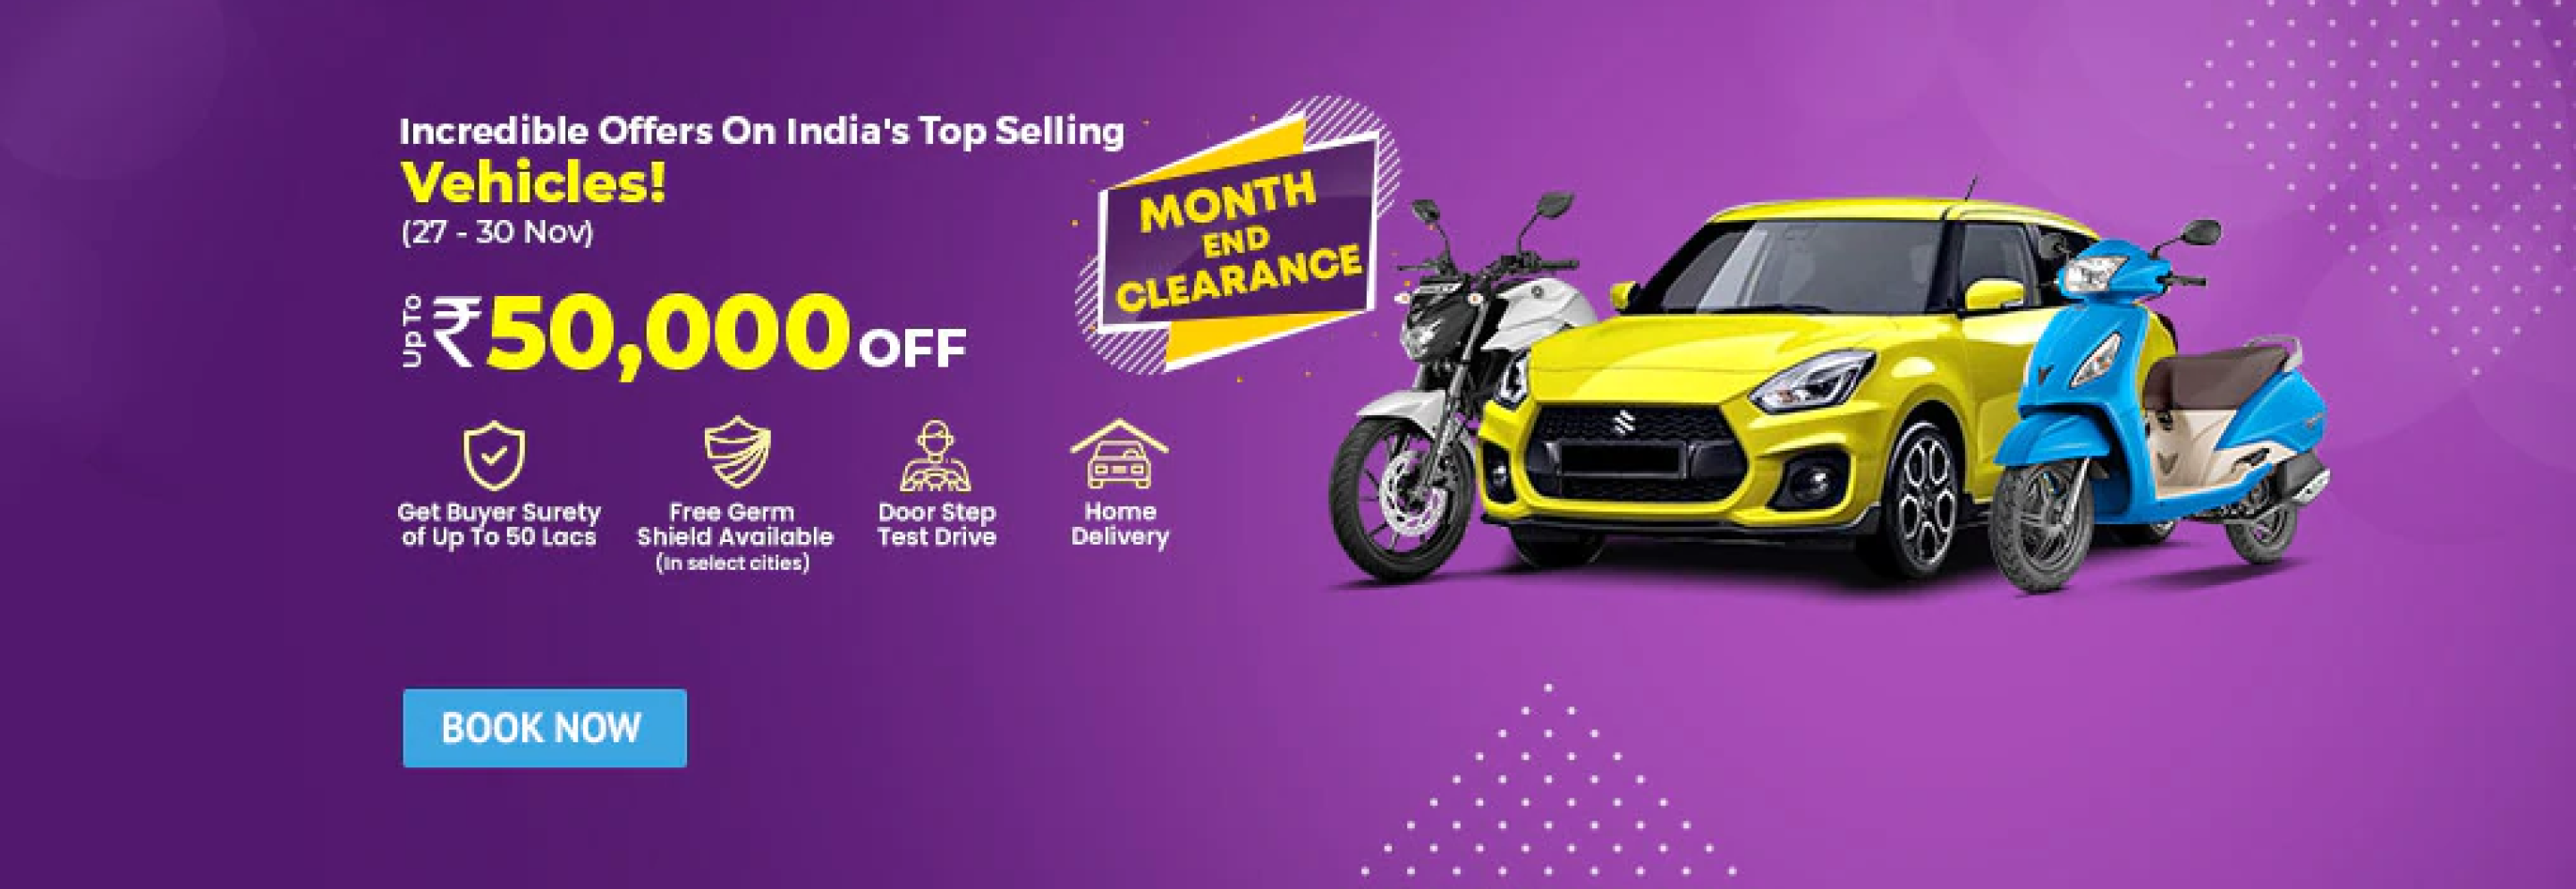 Incredible Offers On India's Top Selling
Vehicles!
(27 - 30 Nov)
Up To ₹50,000 OFF
MONTH
END
CLEARANCE
Get Buyer Surety
of Up To 50 Lacs
Free Germ
Shield Available
(In select cities)
Door Step
Test Drive
Home
Delivery
BOOK NOW